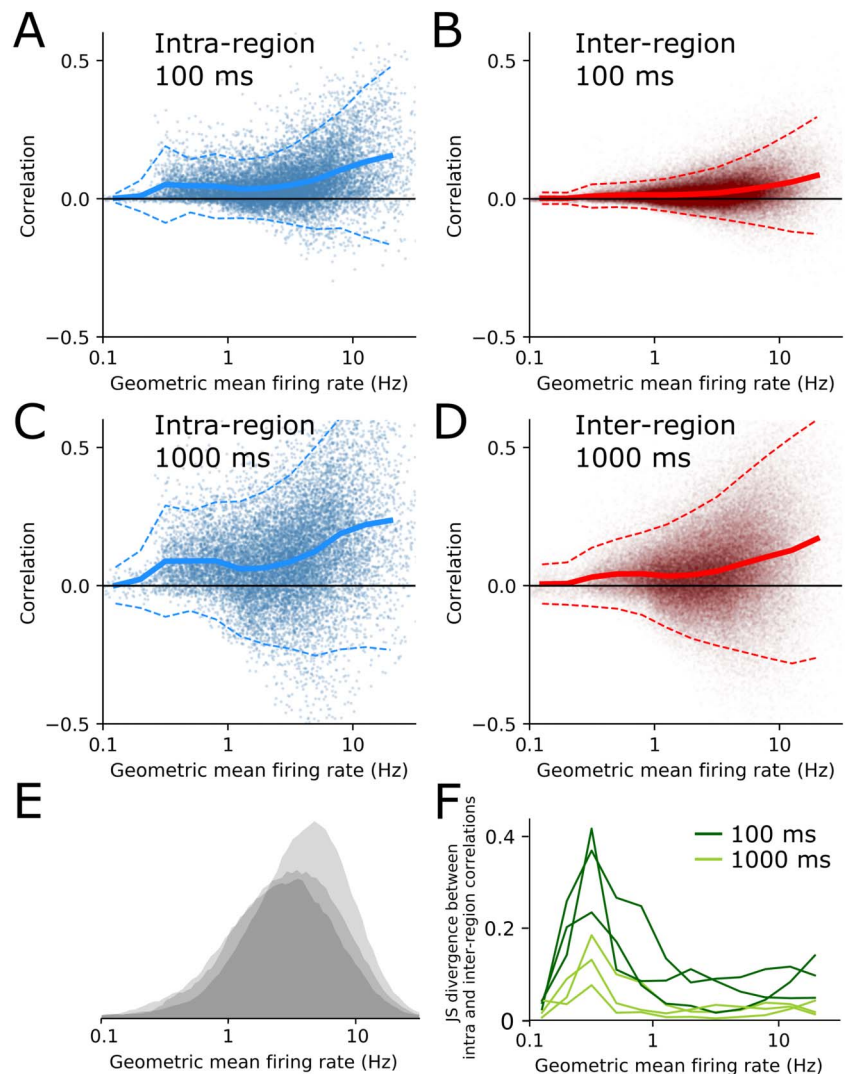 A
Intra-region
100 ms
0.5
0.0
−0.5
Correlation
0.1
1
10
Geometric mean firing rate (Hz)
B
Inter-region
100 ms
0.5
0.0
−0.5
Correlation
0.1
1
10
Geometric mean firing rate (Hz)
C
Intra-region
1000 ms
0.5
0.0
−0.5
Correlation
0.1
1
10
Geometric mean firing rate (Hz)
D
Inter-region
1000 ms
0.5
0.0
−0.5
Correlation
0.1
1
10
Geometric mean firing rate (Hz)
E
0.1
1
10
Geometric mean firing rate (Hz)
F
100 ms
1000 ms
0.4
0.2
0
JS divergence between
intra and inter-region correlations
0.1
1
10
Geometric mean firing rate (Hz)